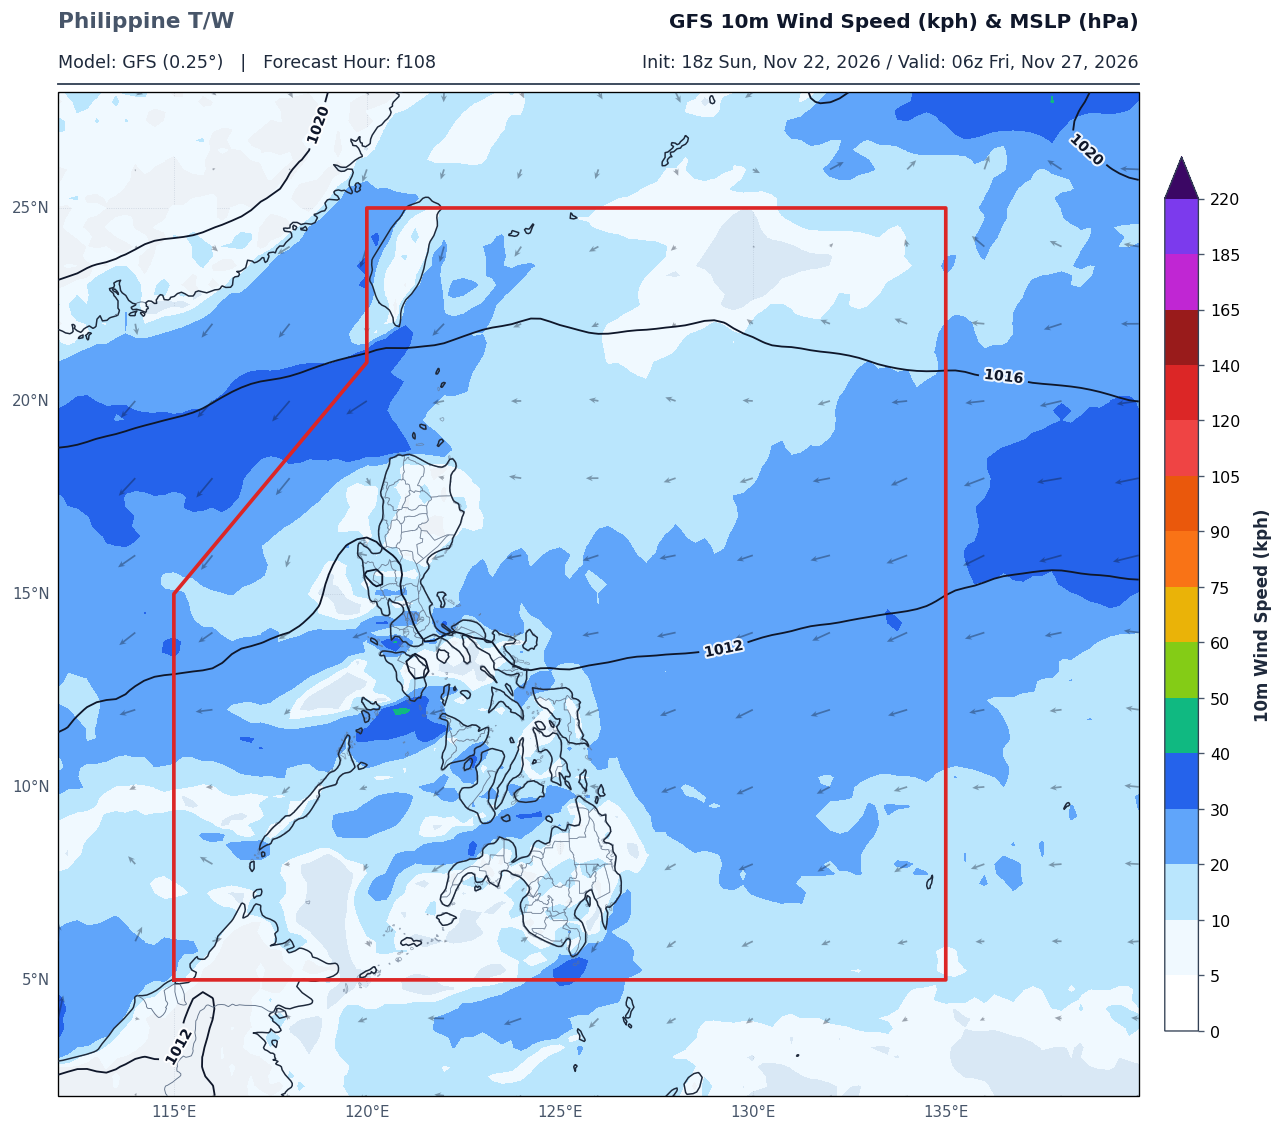 Philippine T/W
GFS 10m Wind Speed (kph) & MSLP (hPa)
Model: GFS (0.25°) | Forecast Hour: f108
Init: 18z Sun, Nov 22, 2026 / Valid: 06z Fri, Nov 27, 2026
1020
1020
1016
1012
1012
25°N
20°N
15°N
10°N
5°N
115°E
120°E
125°E
130°E
135°E
220
185
165
140
120
105
90
75
60
50
40
30
20
10
5
0
10m Wind Speed (kph)